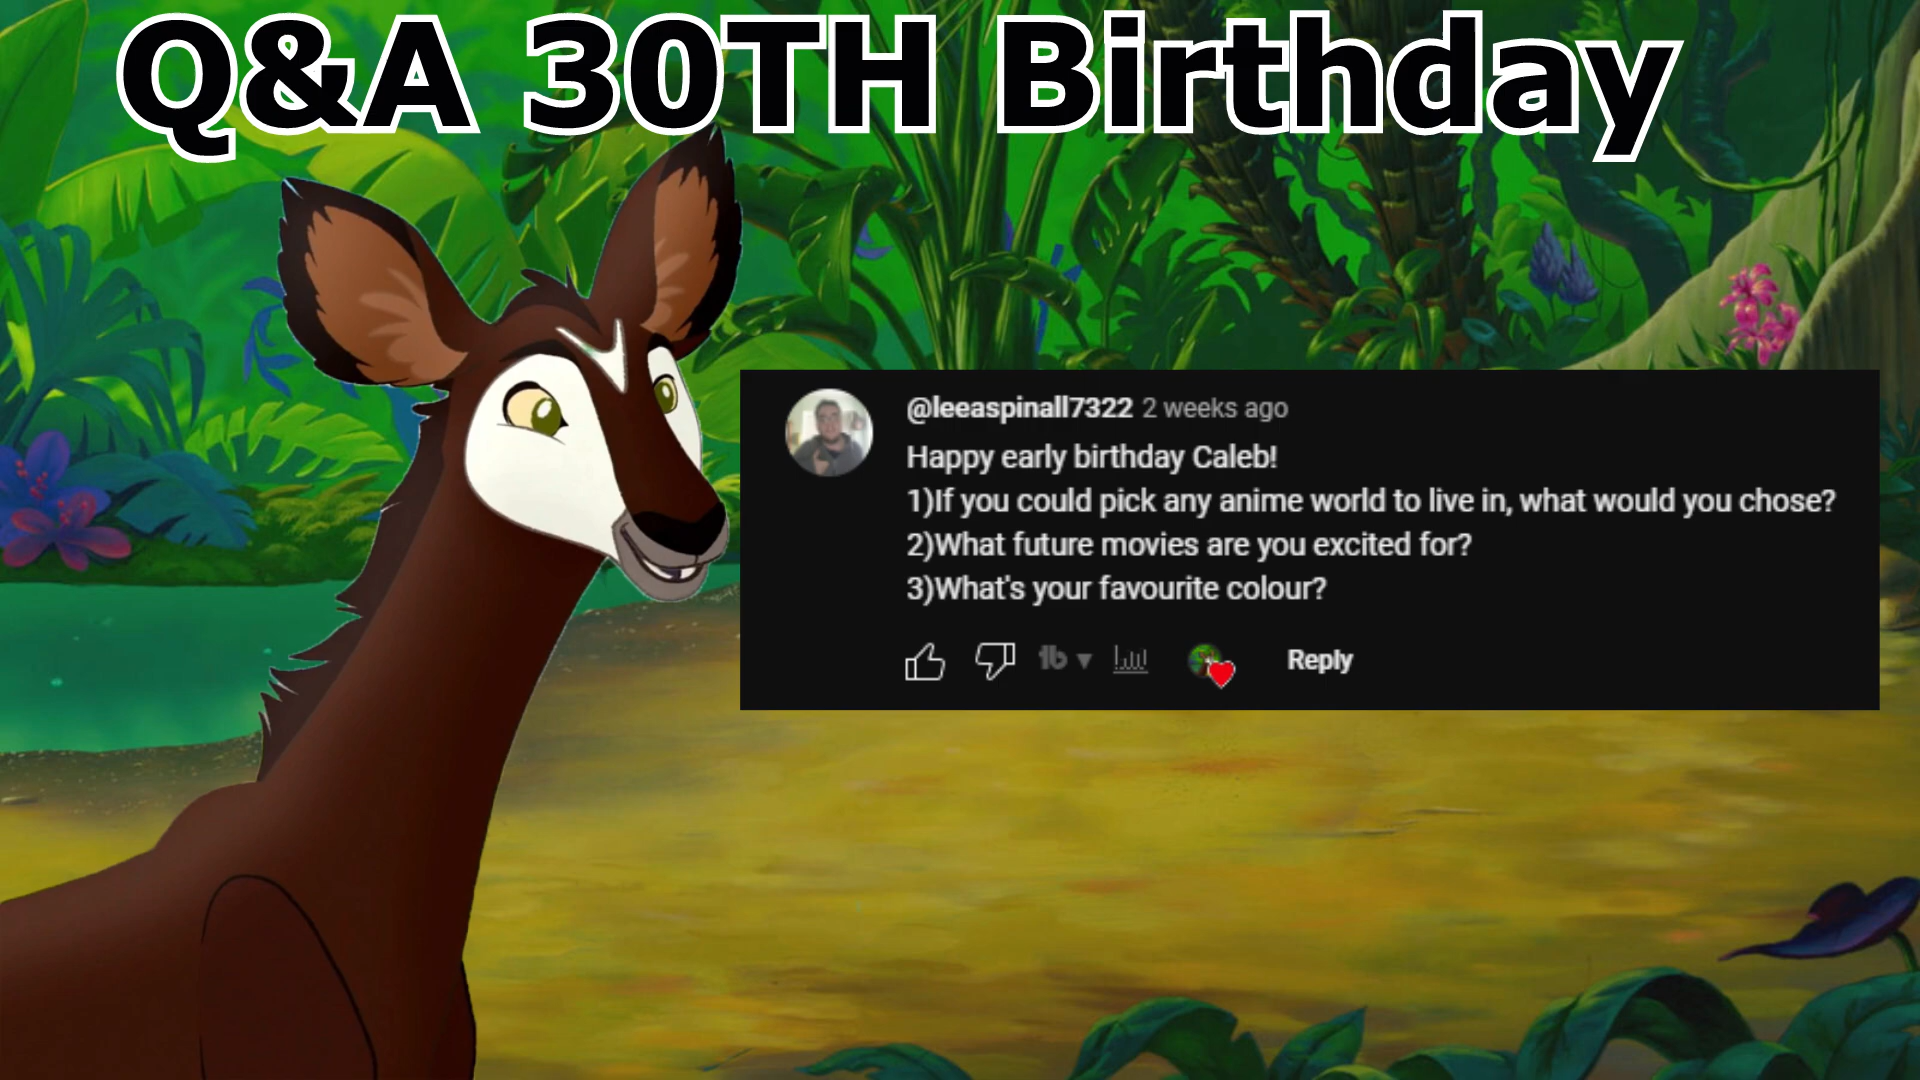 Q&A 30TH Birthday
@leeaspinall7322 2 weeks ago
Happy early birthday Caleb!
1)If you could pick any anime world to live in, what would you chose?
2)What future movies are you excited for?
3)What's your favourite colour?
Reply